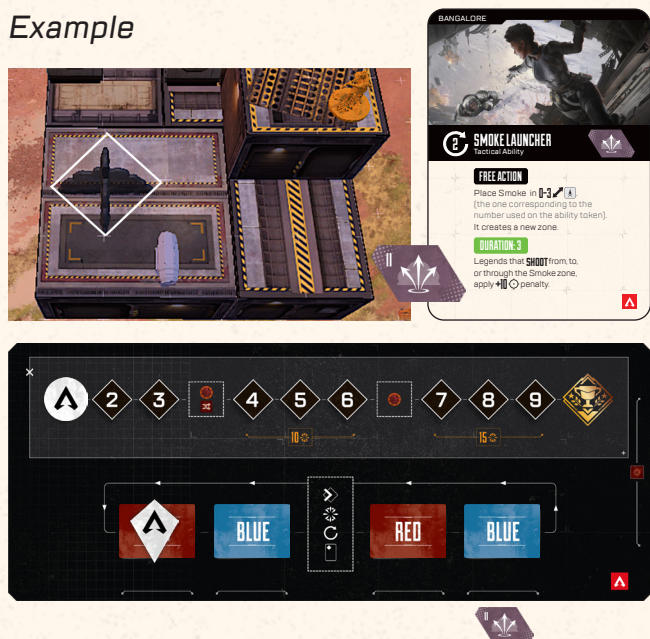 Example
BANGALORE
2
SMOKE LAUNCHER
Tactical Ability
FREE ACTION
Place Smoke in 0-3
(the one corresponding to the
number used on the ability token).
It creates a new zone.
DURATION: 3
Legends that SHOOT from, to,
or through the Smoke zone,
apply +10 penalty.
II
2 3 4 5 6 7 8 9
10 15
BLUE RED BLUE
II